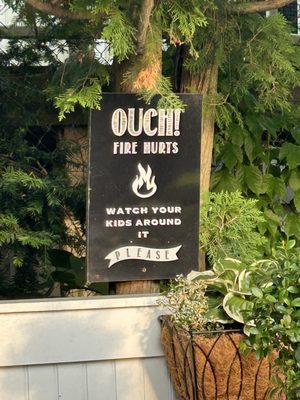 OUCH!
FIRE HURTS
WATCH YOUR
KIDS AROUND
IT
PLEASE